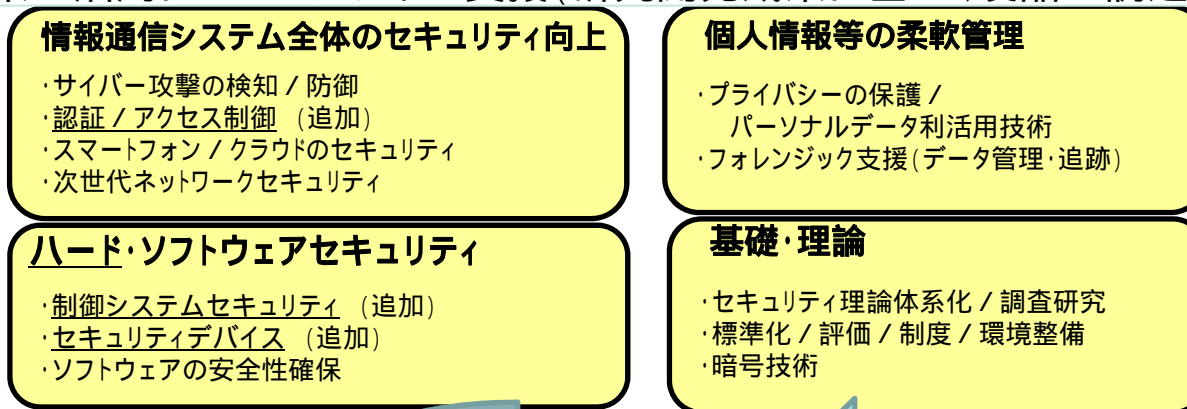 情報通信システム全体のセキュリティ向上
･サイバー攻撃の検知 / 防御
･認証 / アクセス制御 (追加)
･スマートフォン / クラウドのセキュリティ
･次世代ネットワークセキュリティ
個人情報等の柔軟管理
･プライバシーの保護 /
パーソナルデータ利活用技術
･フォレンジック支援(データ管理･追跡)
ハード･ソフトウェアセキュリティ
･制御システムセキュリティ (追加)
･セキュリティデバイス (追加)
･ソフトウェアの安全性確保
基礎･理論
･セキュリティ理論体系化 / 調査研究
･標準化 / 評価 / 制度 / 環境整備
･暗号技術